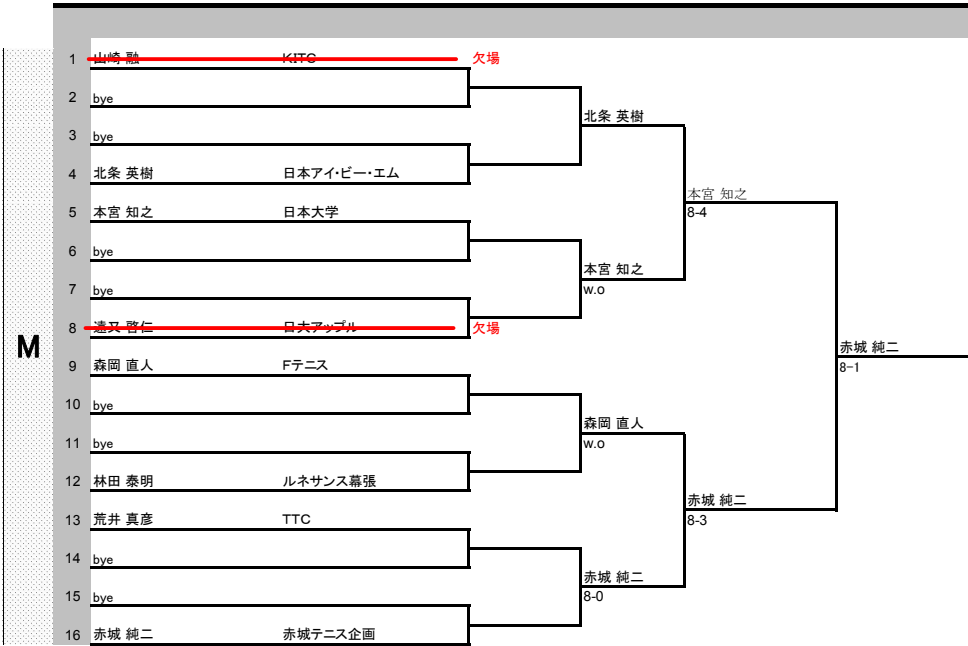 1 山崎 融 KITC 欠場
2 bye
北条 英樹
3 bye
4 北条 英樹 日本アイ・ビー・エム
本宮 知之
5 本宮 知之 日本大学 8-4
6 bye
本宮 知之
7 bye w.o
8 遠又 啓仁 日大アップル 欠場
M
赤城 純二
9 森岡 直人 Fテニス 8-1
10 bye
森岡 直人
11 bye w.o
12 林田 泰明 ルネサンス幕張
赤城 純二
13 荒井 真彦 TTC 8-3
14 bye
赤城 純二
15 bye 8-0
16 赤城 純二 赤城テニス企画